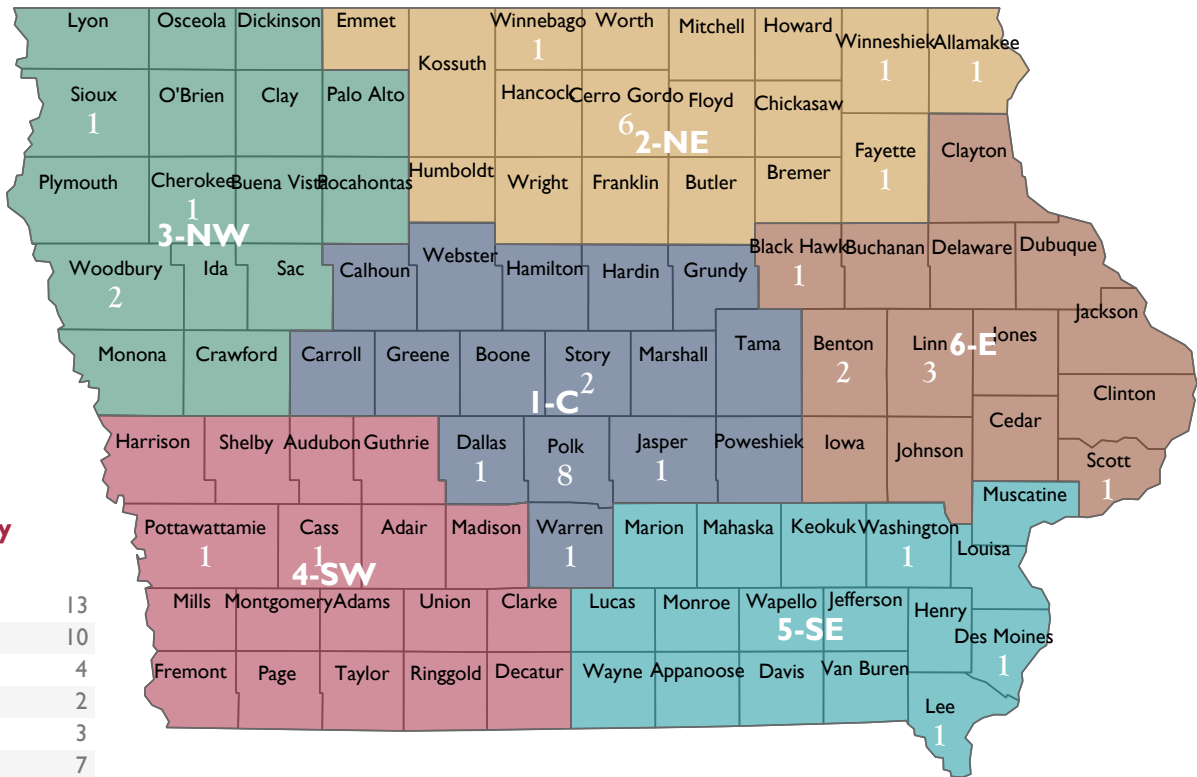 Lyon Osceola Dickinson Emmet Winnebago Worth Mitchell Howard Winneshiek Allamakee
1 1 1
Kossuth
Sioux O'Brien Clay Palo Alto Hancock Cerro Gordo Floyd Chickasaw
1 6
2-NE
Fayette Clayton
1
Plymouth Cherokee Buena Vista Pocahontas Humboldt Wright Franklin Butler Bremer
1
3-NW
Woodbury Ida Sac Calhoun Webster Hamilton Hardin Grundy Black Hawk Buchanan Delaware Dubuque
2 1
Jackson
Monona Crawford Carroll Greene Boone Story Marshall Tama Benton Linn Jones
2 2 3
6-E
1-C
Clinton
Cedar
Harrison Shelby Audubon Guthrie Dallas Polk Jasper Poweshiek Iowa Johnson Scott
1 8 1 1
Muscatine
y
Pottawattamie Cass Adair Madison Warren Marion Mahaska Keokuk Washington Louisa
1 1 1 1
4-SW
Mills Montgomery Adams Union Clarke Lucas Monroe Wapello Jefferson Henry
5-SE
Des Moines
1
Fremont Page Taylor Ringgold Decatur Wayne Appanoose Davis Van Buren
Lee
1
13
10
4
2
3
7